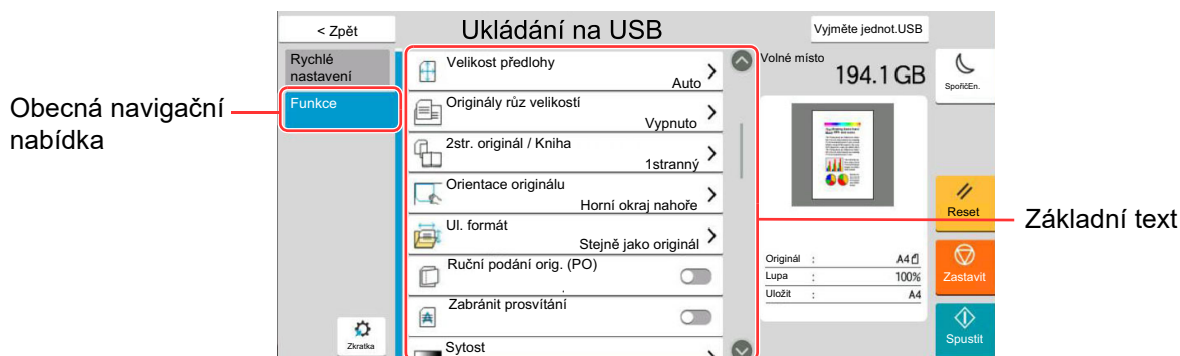 < Zpět
Ukládání na USB
Vyjměte jednot.USB
Rychlé
nastavení
Funkce
Obecná navigační
nabídka
Velikost předlohy
Auto
Originály růz velikostí
Vypnuto
2str. originál / Kniha
1stranný
Orientace originálu
Horní okraj nahoře
Ul. formát
Stejně jako originál
Ruční podání orig. (PO)
Zabránit prosvítání
Sytost
Zkratka
Volné místo
194.1 GB
Originál : A4
Lupa : 100%
Uložit : A4
SpořičEn.
Reset
Zastavit
Spustit
Základní text